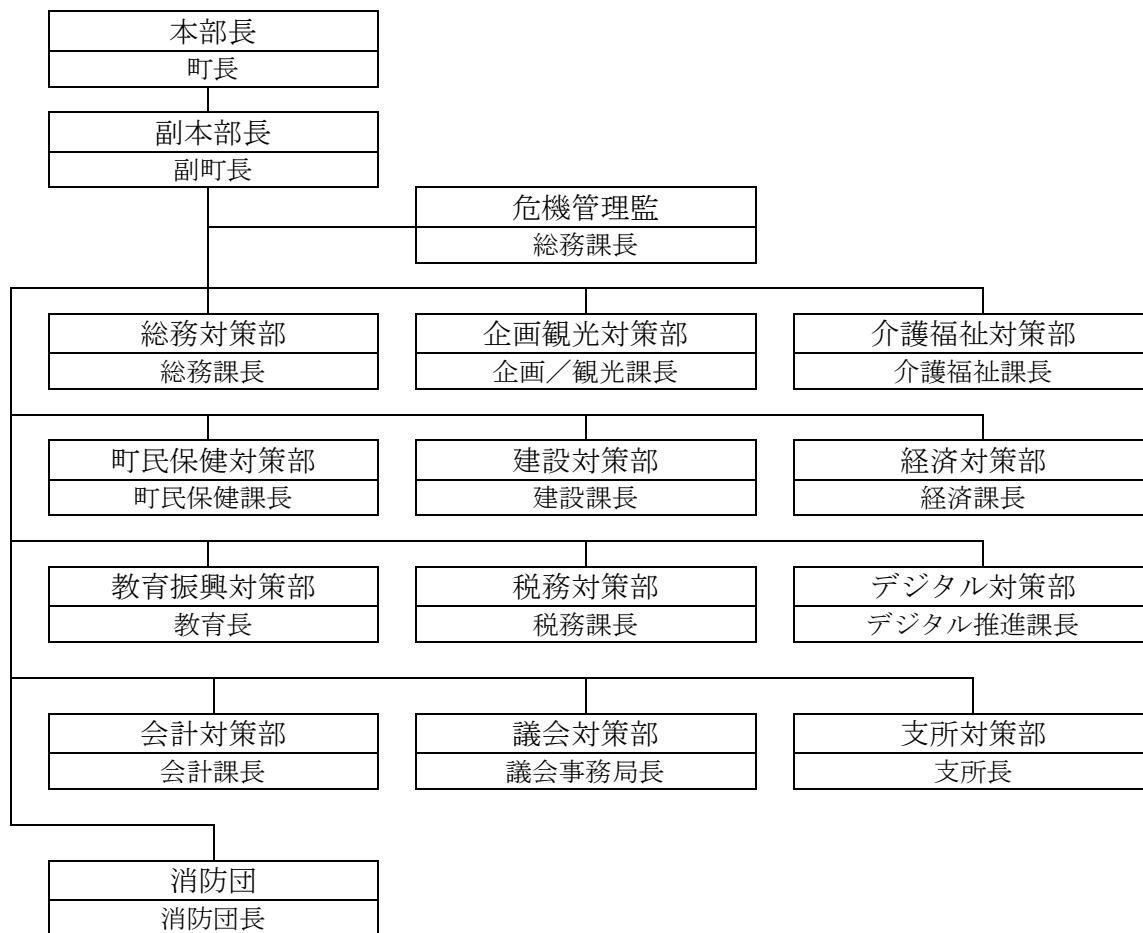 本部長
町長
副本部長
副町長
危機管理監
総務課長
総務対策部
総務課長
企画観光対策部
企画／観光課長
介護福祉対策部
介護福祉課長
町民保健対策部
町民保健課長
建設対策部
建設課長
経済対策部
経済課長
教育振興対策部
教育長
税務対策部
税務課長
デジタル対策部
デジタル推進課長
会計対策部
会計課長
議会対策部
議会事務局長
支所対策部
支所長
消防団
消防団長